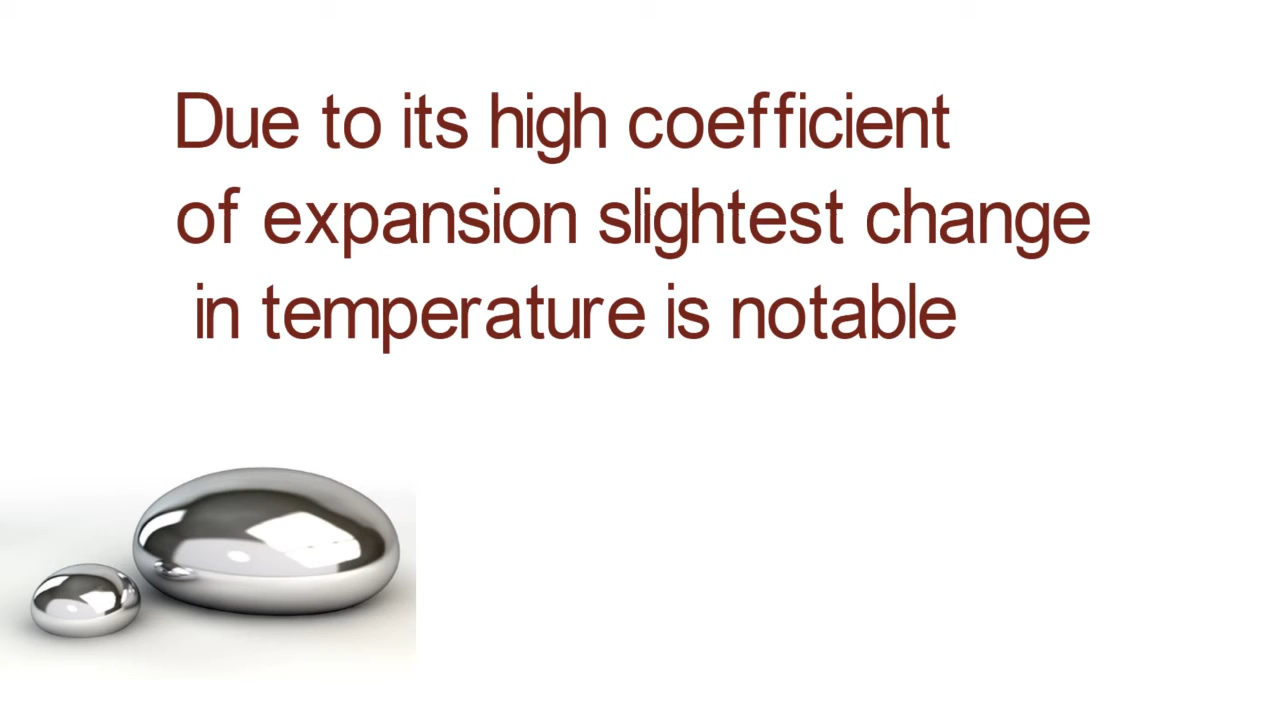 Due to its high coefficient
of expansion slightest change
in temperature is notable